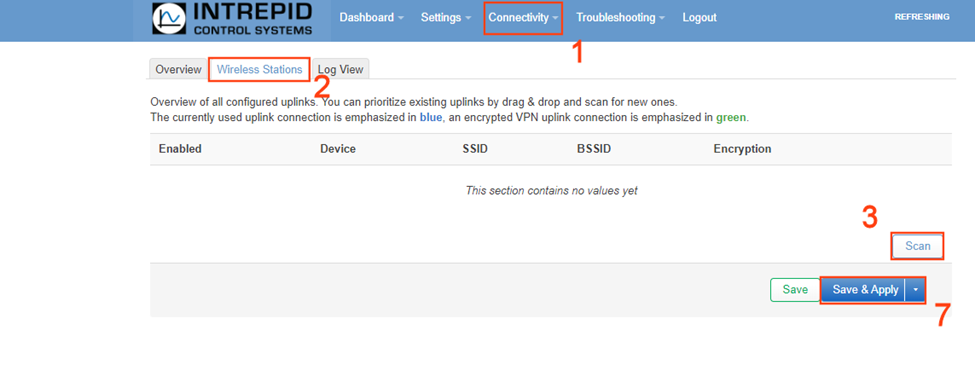 INTREPID
CONTROL SYSTEMS
Dashboard Settings Connectivity Troubleshooting Logout
REFRESHING
1
Overview Wireless Stations Log View
2
Overview of all configured uplinks. You can prioritize existing uplinks by drag & drop and scan for new ones.
The currently used uplink connection is emphasized in blue, an encrypted VPN uplink connection is emphasized in green.
Enabled Device SSID BSSID Encryption
This section contains no values yet
3
Scan
Save Save & Apply
7